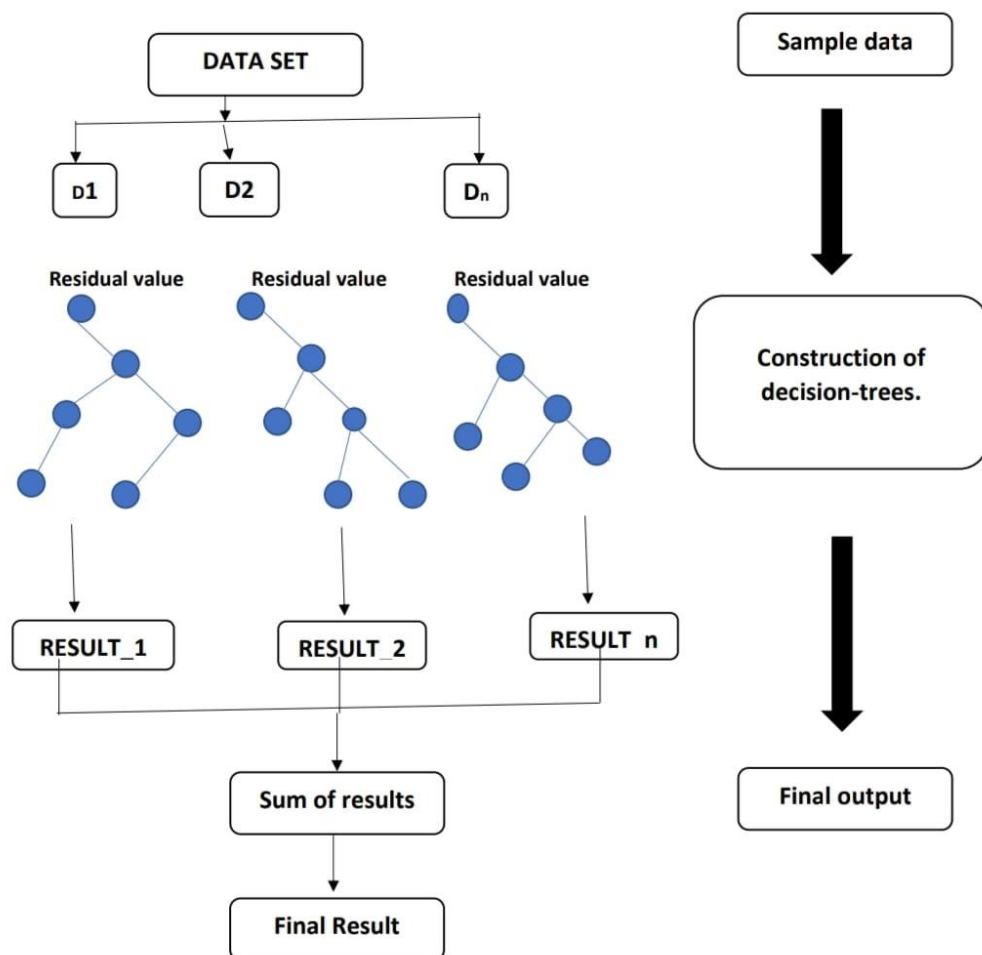 DATA SET
Sample data
D1
D2
Dn
Residual value
Residual value
Residual value
Construction of
decision-trees.
RESULT_1
RESULT_2
RESULT_n
Sum of results
Final output
Final Result